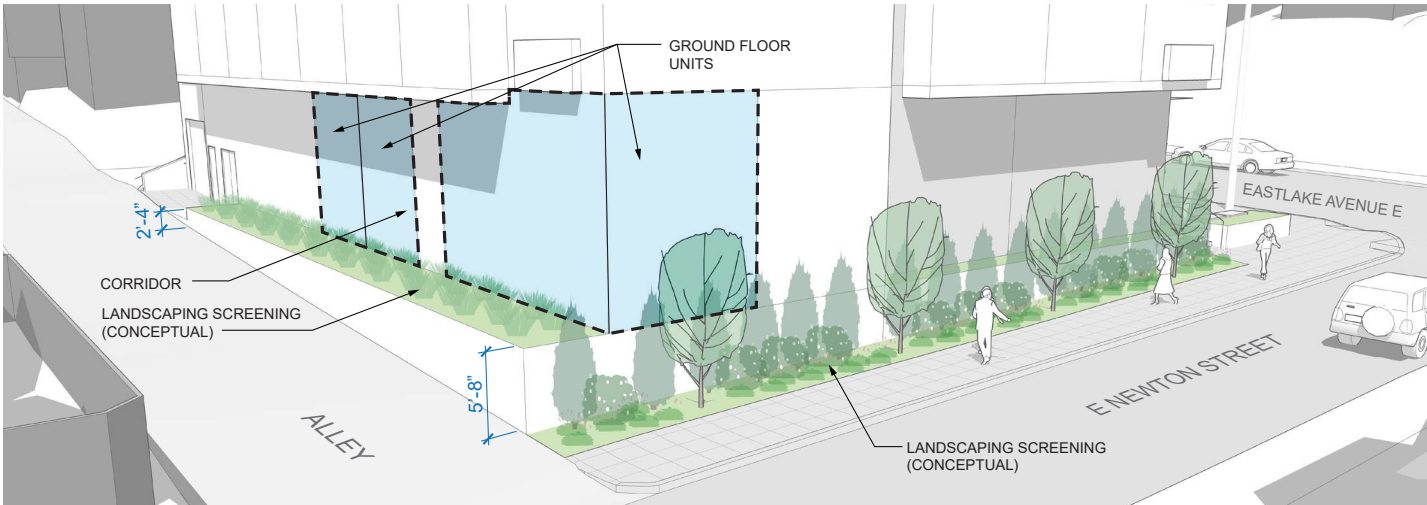 GROUND FLOOR
UNITS
EASTLAKE AVENUE E
2'-4"
CORRIDOR
LANDSCAPING SCREENING
(CONCEPTUAL)
5'-8"
E NEWTON STREET
ALLEY
LANDSCAPING SCREENING
(CONCEPTUAL)